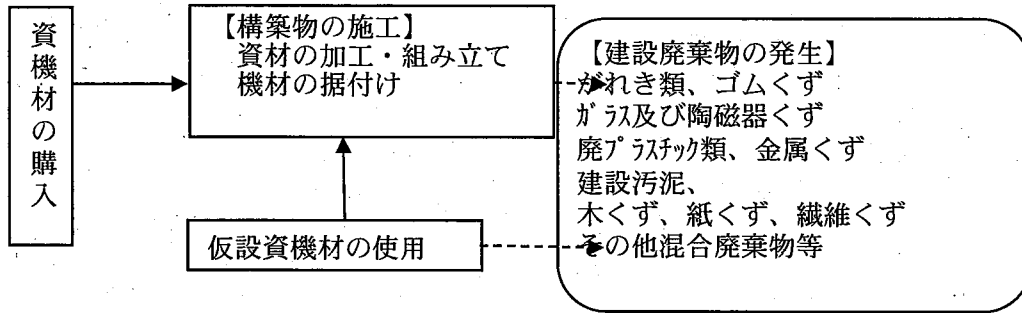 資機材の購入
【構築物の施工】
資材の加工・組み立て
機材の据付け
仮設資機材の使用
【建設廃棄物の発生】
がれき類、ゴムくず
ガラス及び陶磁器くず
廃プラスチック類、金属くず
建設汚泥、
木くず、紙くず、繊維くず
その他混合廃棄物等